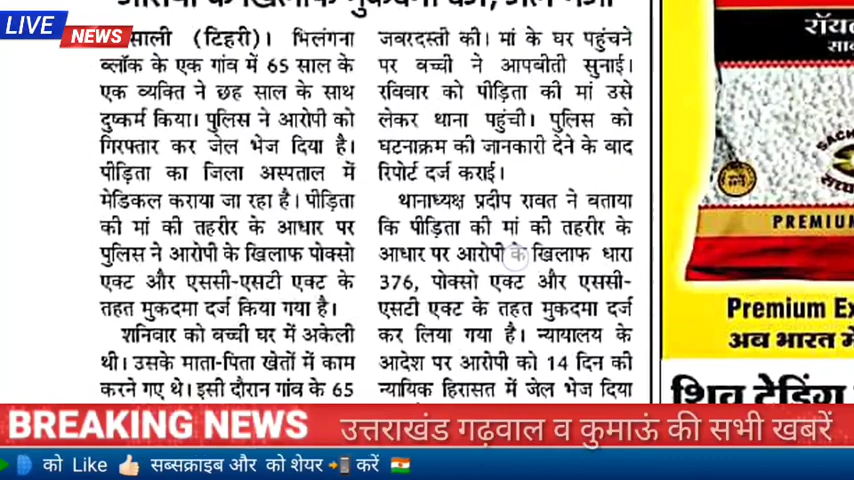 LIVE
NEWS
साली (टिहरी)। भिलंगना
ब्लॉक के एक गांव में 65 साल के
एक व्यक्ति ने छह साल के साथ
दुष्कर्म किया। पुलिस ने आरोपी को
गिरफ्तार कर जेल भेज दिया है।
पीड़िता का जिला अस्पताल में
मेडिकल कराया जा रहा है। पीड़िता
की मां की तहरीर के आधार पर
पुलिस ने आरोपी के खिलाफ पोक्सो
एक्ट और एससी-एसटी एक्ट के
तहत मुकदमा दर्ज किया गया है।
शनिवार को बच्ची घर में अकेली
थी। उसके माता-पिता खेतों में काम
करने गए थे। इसी दौरान गांव के 65
जबरदस्ती की। मां के घर पहुंचने
पर बच्ची ने आपबीती सुनाई।
रविवार को पीड़िता की मां उसे
लेकर थाना पहुंची। पुलिस को
घटनाक्रम की जानकारी देने के बाद
रिपोर्ट दर्ज कराई।
थानाध्यक्ष प्रदीप रावत ने बताया
कि पीड़िता की मां की तहरीर के
आधार पर आरोपी के खिलाफ धारा
376, पोक्सो एक्ट और एससी-
एसटी एक्ट के तहत मुकदमा दर्ज
कर लिया गया है। न्यायालय के
आदेश पर आरोपी को 14 दिन की
न्यायिक हिरासत में जेल भेज दिया
रॉयल
PREMIUM
Premium Ex
अब भारत में
शिव ट्रेडिंग
BREAKING NEWS उत्तराखंड गढ़वाल व कुमाऊं की सभी खबरें
को Like सब्सक्राइब और को शेयर करें